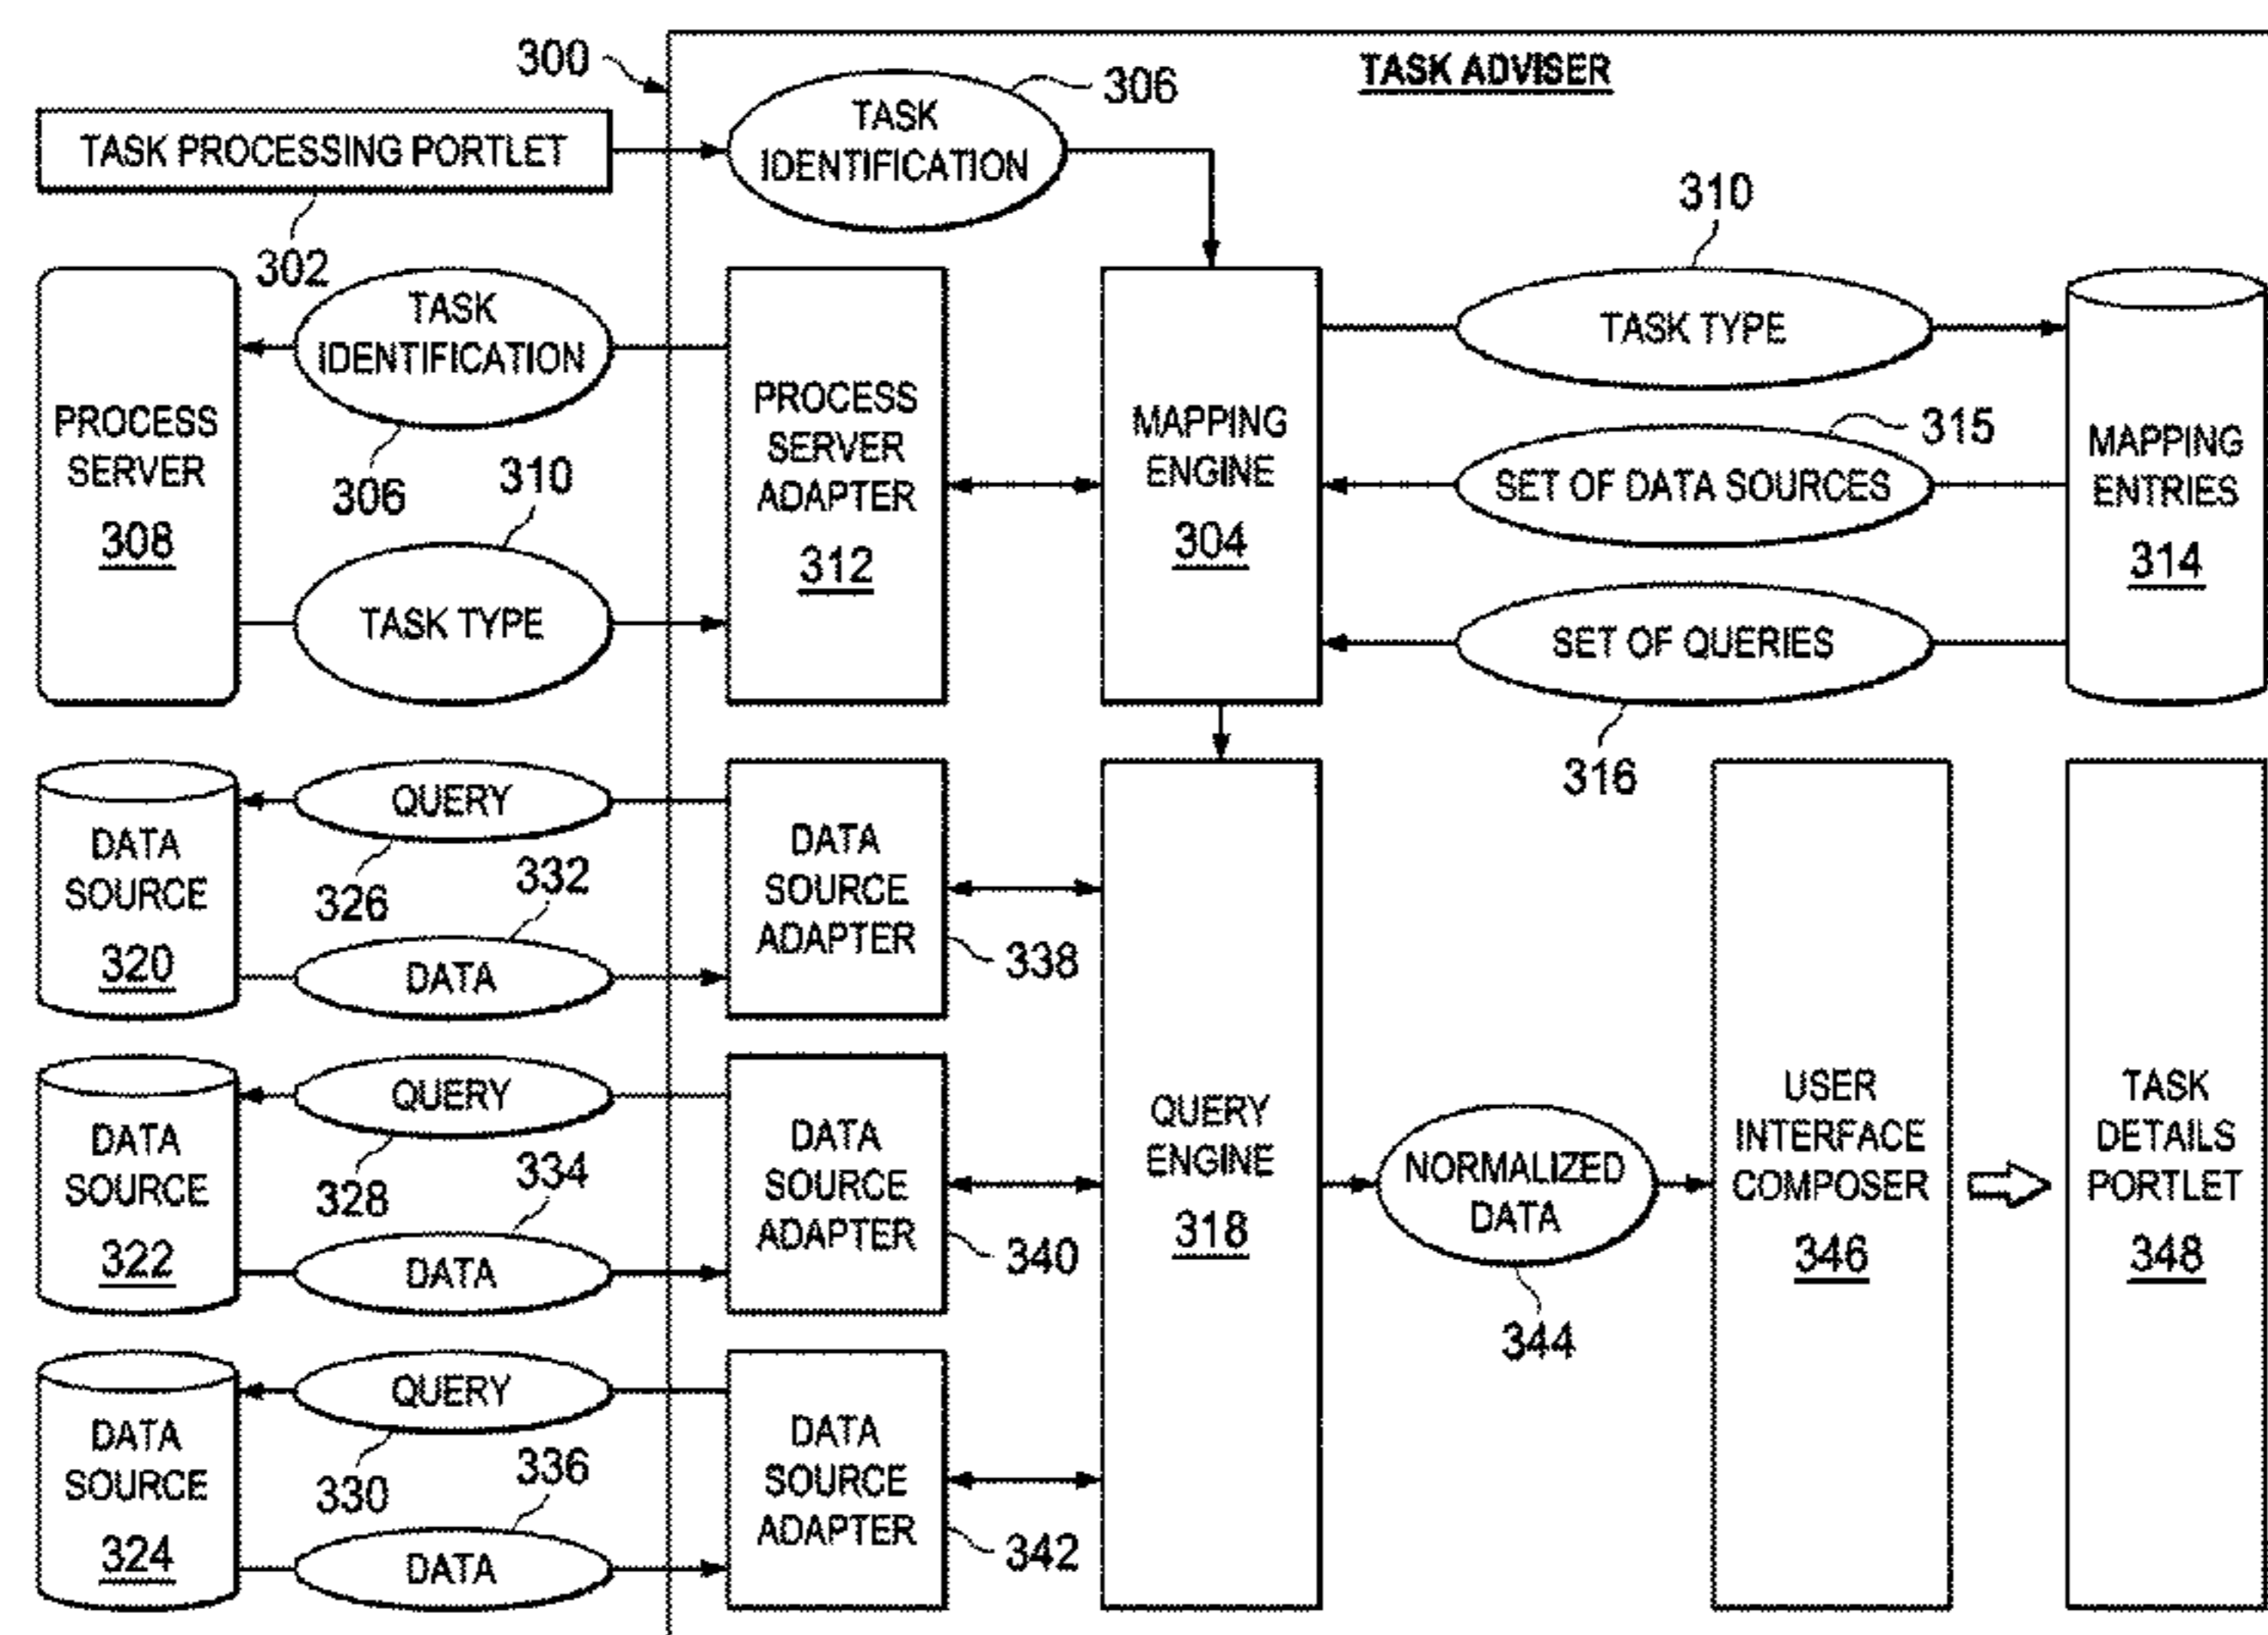 300
TASK ADVISER
TASK PROCESSING PORTLET
302
TASK
IDENTIFICATION
306
PROCESS
SERVER
308
TASK
IDENTIFICATION
306
310
TASK TYPE
PROCESS
SERVER
ADAPTER
312
MAPPING
ENGINE
304
310
TASK TYPE
315
SET OF DATA SOURCES
SET OF QUERIES
316
MAPPING
ENTRIES
314
DATA
SOURCE
320
QUERY
326
332
DATA
DATA
SOURCE
ADAPTER
338
DATA
SOURCE
322
QUERY
328
334
DATA
DATA
SOURCE
ADAPTER
340
DATA
SOURCE
324
QUERY
330
336
DATA
DATA
SOURCE
ADAPTER
342
QUERY
ENGINE
318
NORMALIZED
DATA
344
USER
INTERFACE
COMPOSER
346
TASK
DETAILS
PORTLET
348